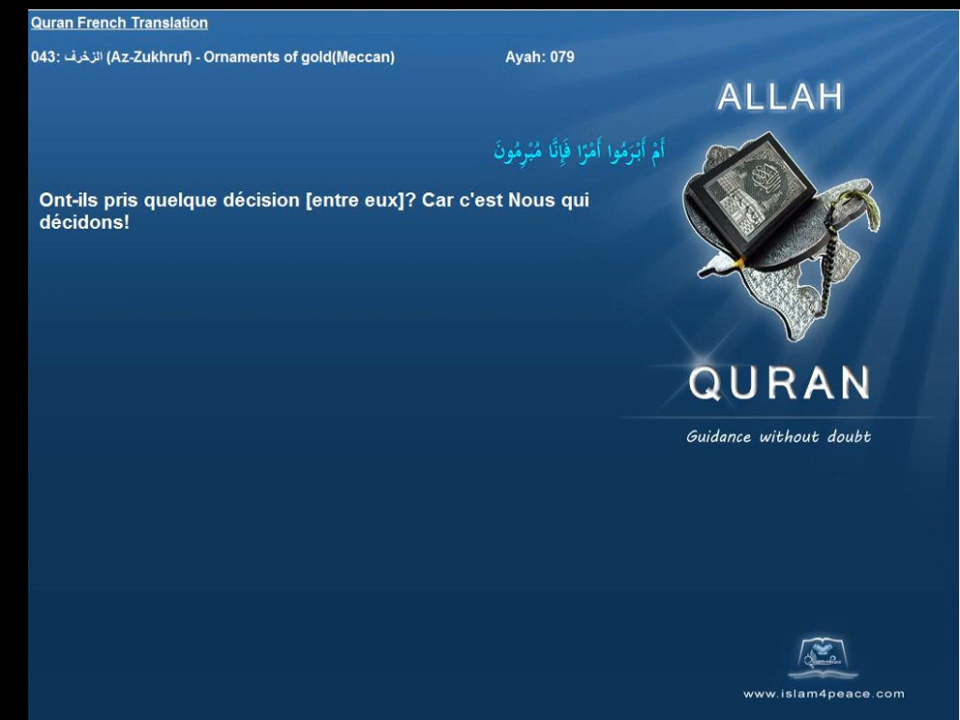 Quran French Translation
043: الزخرف (Az-Zukhruf) - Ornaments of gold(Meccan) Ayah: 079
ALLAH
أَمْ أَبْرَمُوا أَمْرًا فَإِنَّا مُبْرِمُونَ
Ont-ils pris quelque décision [entre eux]? Car c'est Nous qui
décidons!
QURAN
Guidance without doubt
www.islam4peace.com